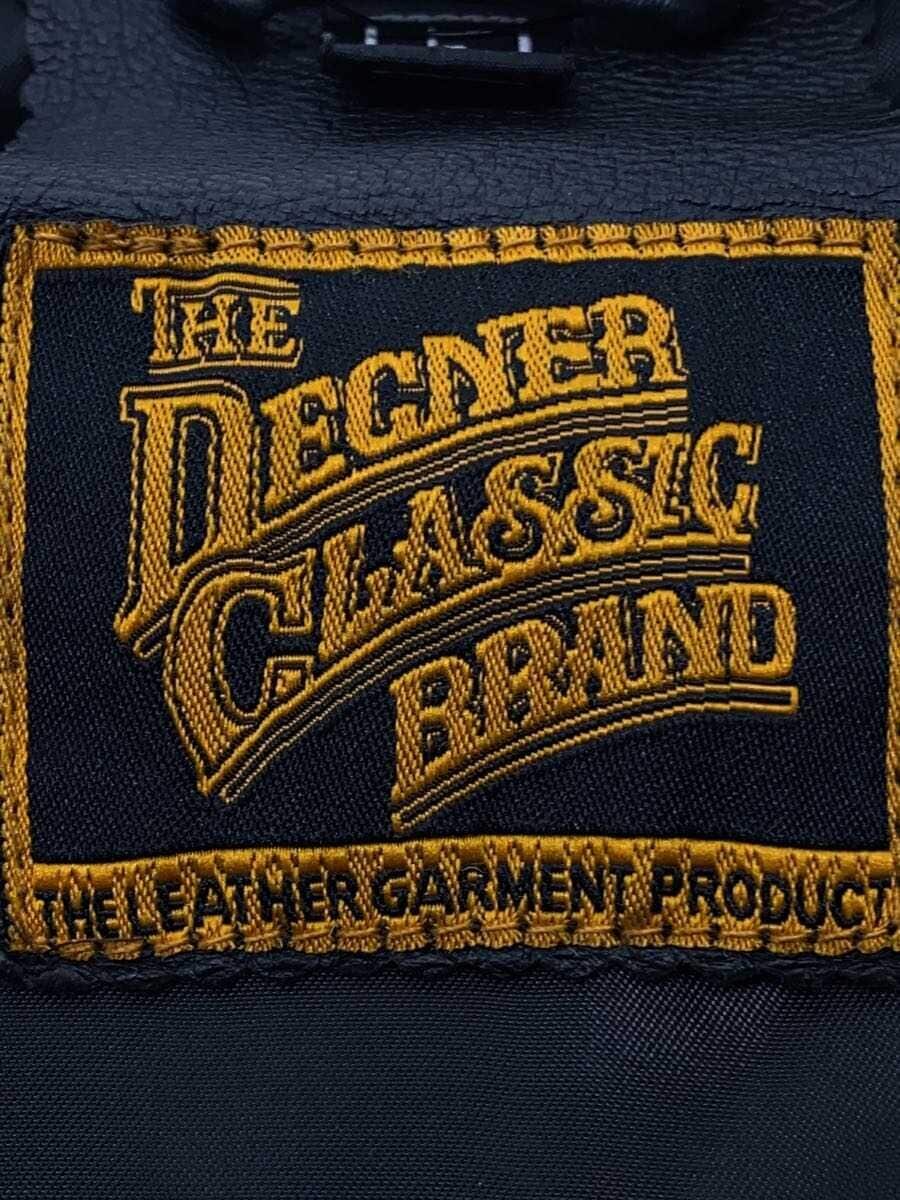 THE
DEGNER
CLASSIC
BRAND
THE LEATHER GARMENT PRODUCT